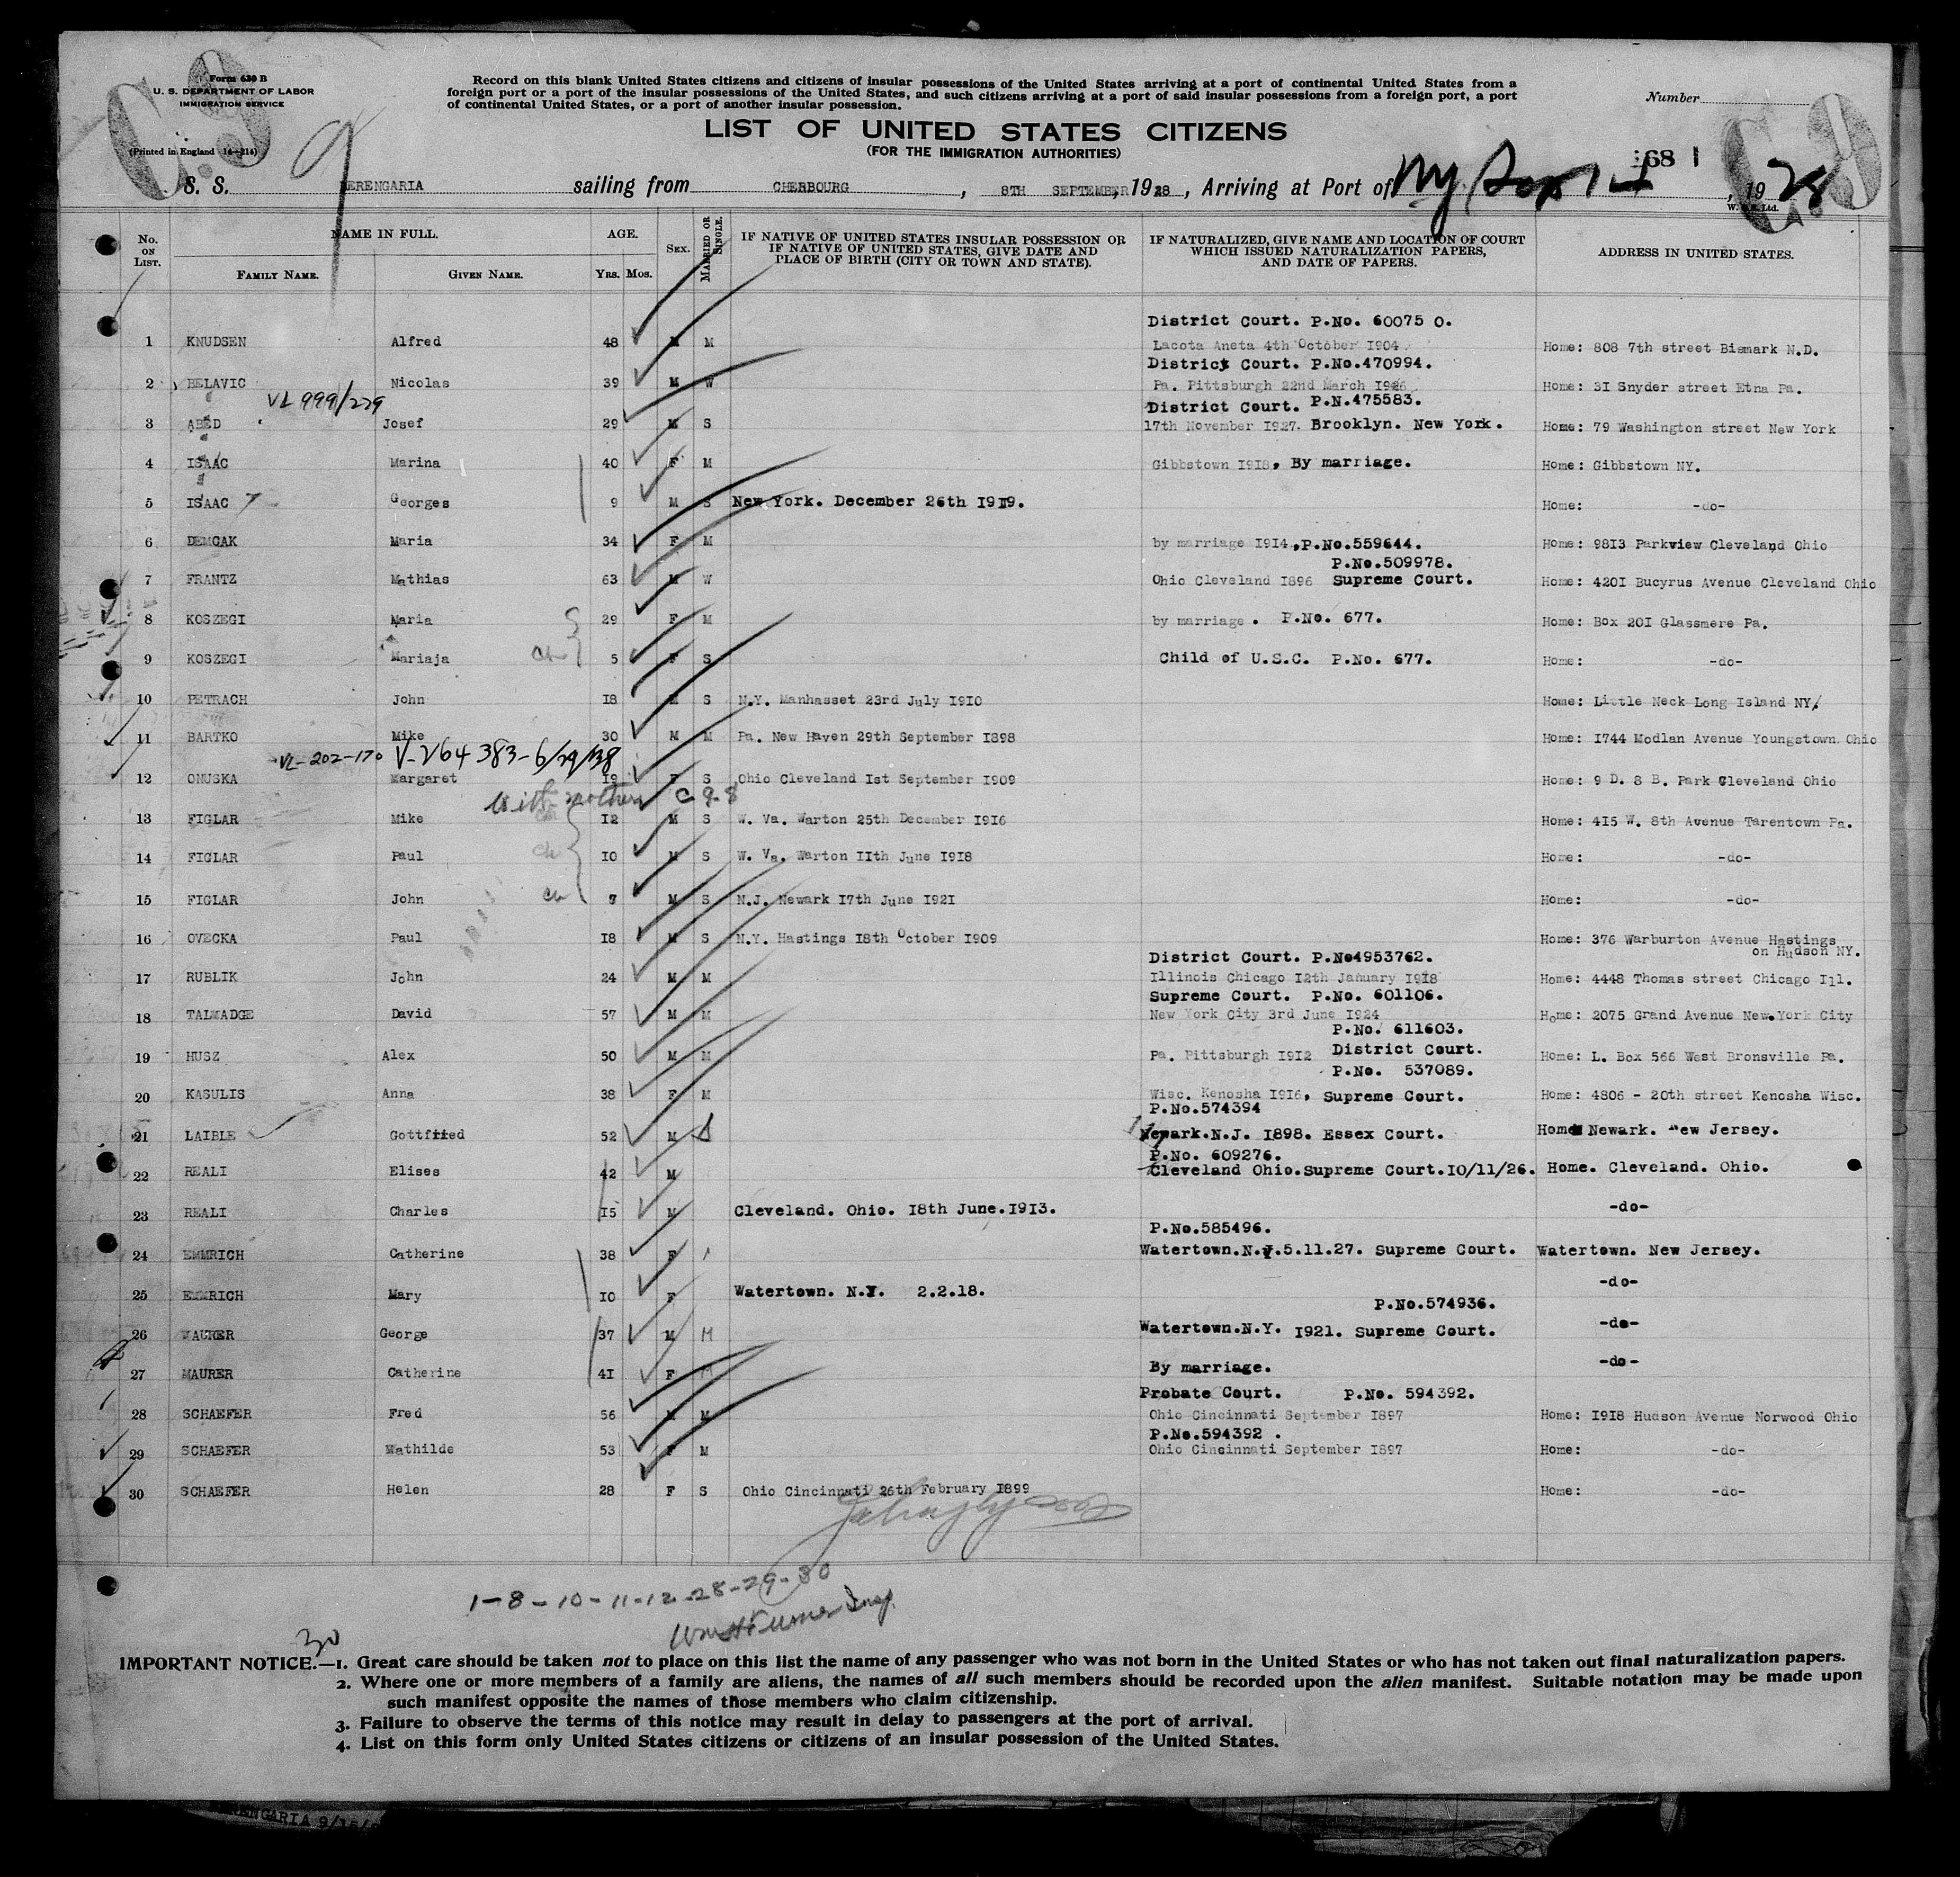 Form 630 B
U. S. DEPARTMENT OF LABOR
IMMIGRATION SERVICE
(Printed in England 14—214)
Record on this blank United States citizens and citizens of insular possessions of the United States arriving at a port of continental United States from a
foreign port or a port of the insular possessions of the United States, and such citizens arriving at a port of said insular possessions from a foreign port, a port
of continental United States, or a port of another insular possession.
Number
LIST OF UNITED STATES CITIZENS
(FOR THE IMMIGRATION AUTHORITIES)
9
68 1
S. S. BERENGARIA sailing from CHERBOURG, 8TH SEPTEMBER, 1928, Arriving at Port of NY, 1928
No. ON LIST.
NAME IN FULL.
FAMILY NAME.
GIVEN NAME.
AGE.
Yrs. Mos.
SEX.
MARRIED OR SINGLE.
IF NATIVE OF UNITED STATES INSULAR POSSESSION OR
IF NATIVE OF UNITED STATES, GIVE DATE AND
PLACE OF BIRTH (CITY OR TOWN AND STATE).
IF NATURALIZED, GIVE NAME AND LOCATION OF COURT
WHICH ISSUED NATURALIZATION PAPERS,
AND DATE OF PAPERS.
ADDRESS IN UNITED STATES.
District Court. P.No. 60075 O.
1 KNUDSEN Alfred 48 M M Lacota Aneta 4th October 1904 Home: 808 7th street Bismark N.D.
District Court. P.No.470994.
2 BELAVIC Nicolas 39 M W Pa. Pittsburgh 22nd March 1926 Home: 3I Snyder street Etna Pa.
VL 999/229
District Court. P.N.475583.
3 ABED Josef 29 M S 17th November 1927. Brooklyn. New York. Home: 79 Washington street New York
4 ISAAC Marina 40 F M Gibbstown 1918, By marriage. Home: Gibbstown NY.
5 ISAAC Georges 9 M S New York. December 26th 1919. Home: -do-
6 DEMCAK Maria 34 F M by marriage 1914, P.No.559644. Home: 9813 Parkview Cleveland Ohio
P.No.509978.
7 FRANTZ Mathias 63 M W Ohio Cleveland 1896 Supreme Court. Home: 4201 Bucyrus Avenue Cleveland Ohio
8 KOSZEGI Maria 29 F M by marriage. P.No. 677. Home: Box 201 Glassmere Pa.
9 KOSZEGI Mariaja ch 5 F S Child of U.S.C. P.No. 677. Home: -do-
10 PETRACH John 18 M S N.Y. Manhasset 23rd July 1910 Home: Little Neck Long Island NY.
11 BARTKO Mike 30 M M Pa. New Haven 29th September 1898 Home: 1744 Modlan Avenue Youngstown Ohio
VL-202-170 V-264383-6/29/38
12 ONUSKA Margaret 19 F S Ohio Cleveland 1st September 1909 Home: 9 D. 8 B. Park Cleveland Ohio
With mother C 9-8
13 FIGLAR Mike ch 12 M S W. Va. Warton 25th December 1916 Home: 415 W. 8th Avenue Tarentown Pa.
14 FIGLAR Paul ch 10 M S W. Va. Warton 11th June 1918 Home: -do-
15 FIGLAR John ch 7 M S N.J. Newark 17th June 1921 Home: -do-
16 OVECKA Paul 18 M S N.Y. Hastings 18th October 1909 Home: 376 Warburton Avenue Hastings
on Hudson NY.
District Court. P.No4953762.
17 RUBLIK John 24 M M Illinois Chicago 12th January 1918 Home: 4448 Thomas street Chicago Ill.
Supreme Court. P.No. 601106.
18 TALMADGE David 57 M M New York City 3rd June 1924 Home: 2075 Grand Avenue New.York City
P.No. 611603.
19 HUSZ Alex 50 M M Pa. Pittsburgh 1912 District Court. Home: L. Box 566 West Bronsville Pa.
P.No. 537089.
20 KASULIS Anna 38 F M Wisc. Kenosha 1916, Supreme Court. Home: 4806 - 20th street Kenosha Wisc.
P.No.574394
21 LAIBLE Gottfried 52 M S Newark.N.J. 1898. Essex Court. Home Newark. New Jersey.
P.No. 609276.
22 REALI Elises 42 M Cleveland Ohio.Supreme Court.10/11/26. Home. Cleveland. Ohio.
23 REALI Charles 15 M Cleveland. Ohio. 18th June.1913. -do-
P.No.585496.
24 EMMRICH Catherine 38 F Watertown.N.Y.5.11.27. Supreme Court. Watertown. New Jersey.
25 EMMRICH Mary 10 F Watertown. N.Y. 2.2.18. -do-
P.No.574936.
26 MAURER George 37 M M Watertown.N.Y. 1921. Supreme Court. -do-
27 MAURER Catherine 41 F M By marriage. -do-
Probate Court. P.No. 594392.
28 SCHAEFER Fred 56 M M Ohio Cincinnati September 1897 Home: 1918 Hudson Avenue Norwood Ohio
P.No.594392 .
29 SCHAEFER Mathilde 53 F M Ohio Cincinnati September 1897 Home: -do-
30 SCHAEFER Helen 28 F S Ohio Cincinnati 26th February 1899 Home: -do-
1-8-10-11-12-28-29-30
30
IMPORTANT NOTICE.—1. Great care should be taken not to place on this list the name of any passenger who was not born in the United States or who has not taken out final naturalization papers.
2. Where one or more members of a family are aliens, the names of all such members should be recorded upon the alien manifest. Suitable notation may be made upon
such manifest opposite the names of those members who claim citizenship.
3. Failure to observe the terms of this notice may result in delay to passengers at the port of arrival.
4. List on this form only United States citizens or citizens of an insular possession of the United States.